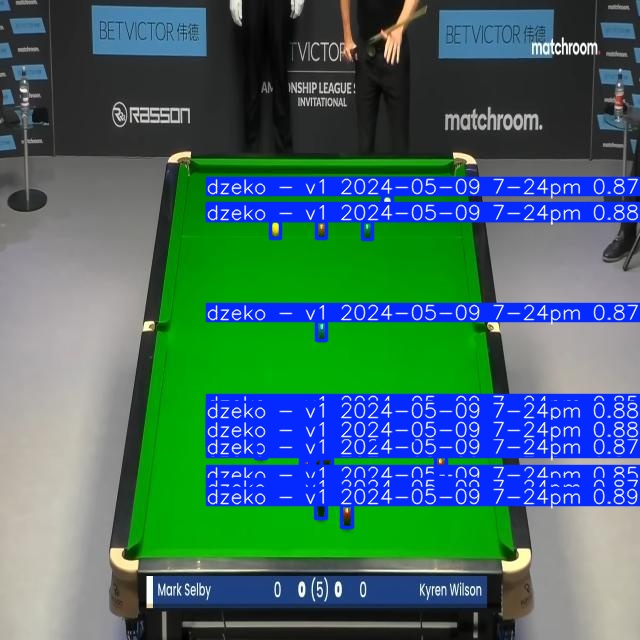 BETVICTOR 伟德
BETVICTOR 伟德
matchroom.
TVICTOR
RASSON
ONSHIP LEAGUE
INVITATIONAL
matchroom.
dzeko - v1 2024-05-09 7-24pm 0.87
dzeko - v1 2024-05-09 7-24pm 0.88
dzeko - v1 2024-05-09 7-24pm 0.87
dzeko - v1 2024-05-09 7-24pm 0.88
dzeko - v1 2024-05-09 7-24pm 0.88
dzeko - v1 2024-05-09 7-24pm 0.87
dzeko - v1 2024-05-09 7-24pm 0.85
dzeko - v1 2024-05-09 7-24pm 0.89
Mark Selby 0 0 (5) 0 0 Kyren Wilson